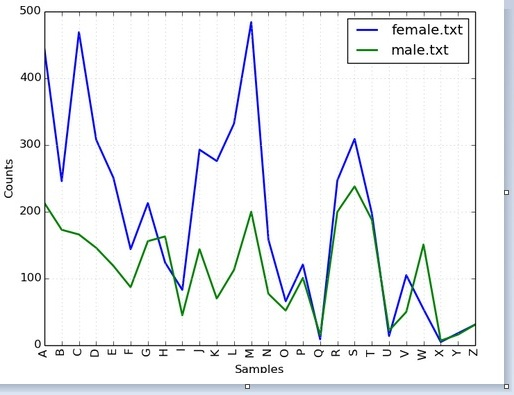 500
400
300
200
100
0
Counts
female.txt
male.txt
A B C D E F G H I J K L M N O P Q R S T U V W X Y Z
Samples